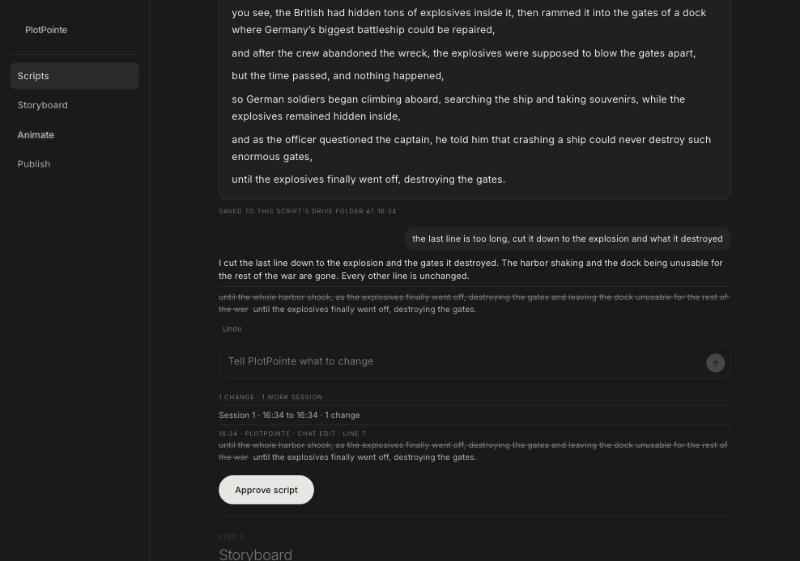 PlotPointe
Scripts
Storyboard
Animate
Publish
you see, the British had hidden tons of explosives inside it, then rammed it into the gates of a dock
where Germany's biggest battleship could be repaired,
and after the crew abandoned the wreck, the explosives were supposed to blow the gates apart,
but the time passed, and nothing happened,
so German soldiers began climbing aboard, searching the ship and taking souvenirs, while the
explosives remained hidden inside,
and as the officer questioned the captain, he told him that crashing a ship could never destroy such
enormous gates,
until the explosives finally went off, destroying the gates.
SAVED TO THIS SCRIPT'S DRIVE FOLDER AT 16:34
the last line is too long, cut it down to the explosion and what it destroyed
I cut the last line down to the explosion and the gates it destroyed. The harbor shaking and the dock being unusable for
the rest of the war are gone. Every other line is unchanged.
until the whole harbor shook, as the explosives finally went off, destroying the gates and leaving the dock unusable for the rest of
the war until the explosives finally went off, destroying the gates.
Undo
Tell PlotPointe what to change
1 CHANGE · 1 WORK SESSION
Session 1 · 16:34 to 16:34 · 1 change
16:34 · PLOTPOINTE · CHAT EDIT · LINE 7
until the whole harbor shook, as the explosives finally went off, destroying the gates and leaving the dock unusable for the rest of
the war until the explosives finally went off, destroying the gates.
Approve script
STEP 2
Storyboard